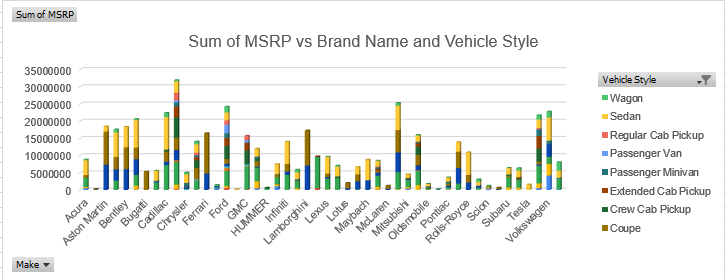 Sum of MSRP
Sum of MSRP vs Brand Name and Vehicle Style
35000000
30000000
25000000
20000000
15000000
10000000
5000000
0
Acura
Aston Martin
Bentley
Bugatti
Cadillac
Chrysler
Ferrari
Ford
GMC
HUMMER
Infiniti
Lamborghini
Lexus
Lotus
Maybach
McLaren
Mitsubishi
Oldsmobile
Pontiac
Rolls-Royce
Scion
Subaru
Tesla
Volkswagen
Vehicle Style
Wagon
Sedan
Regular Cab Pickup
Passenger Van
Passenger Minivan
Extended Cab Pickup
Crew Cab Pickup
Coupe
Make